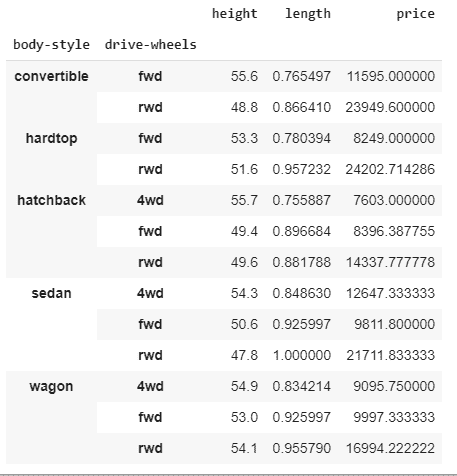 height length price
body-style drive-wheels
convertible fwd 55.6 0.765497 11595.000000
rwd 48.8 0.866410 23949.600000
hardtop fwd 53.3 0.780394 8249.000000
rwd 51.6 0.957232 24202.714286
hatchback 4wd 55.7 0.755887 7603.000000
fwd 49.4 0.896684 8396.387755
rwd 49.6 0.881788 14337.777778
sedan 4wd 54.3 0.848630 12647.333333
fwd 50.6 0.925997 9811.800000
rwd 47.8 1.000000 21711.833333
wagon 4wd 54.9 0.834214 9095.750000
fwd 53.0 0.925997 9997.333333
rwd 54.1 0.955790 16994.222222